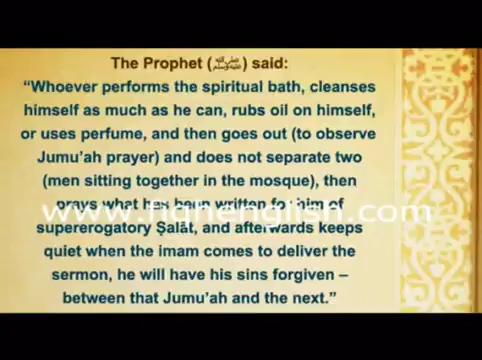 The Prophet (ﷺ) said:
“Whoever performs the spiritual bath, cleanses
himself as much as he can, rubs oil on himself,
or uses perfume, and then goes out (to observe
Jumu’ah prayer) and does not separate two
(men sitting together in the mosque), then
prays what has been written for him of
supererogatory Ṣalāt, and afterwards keeps
quiet when the imam comes to deliver the
sermon, he will have his sins forgiven –
between that Jumu’ah and the next.”